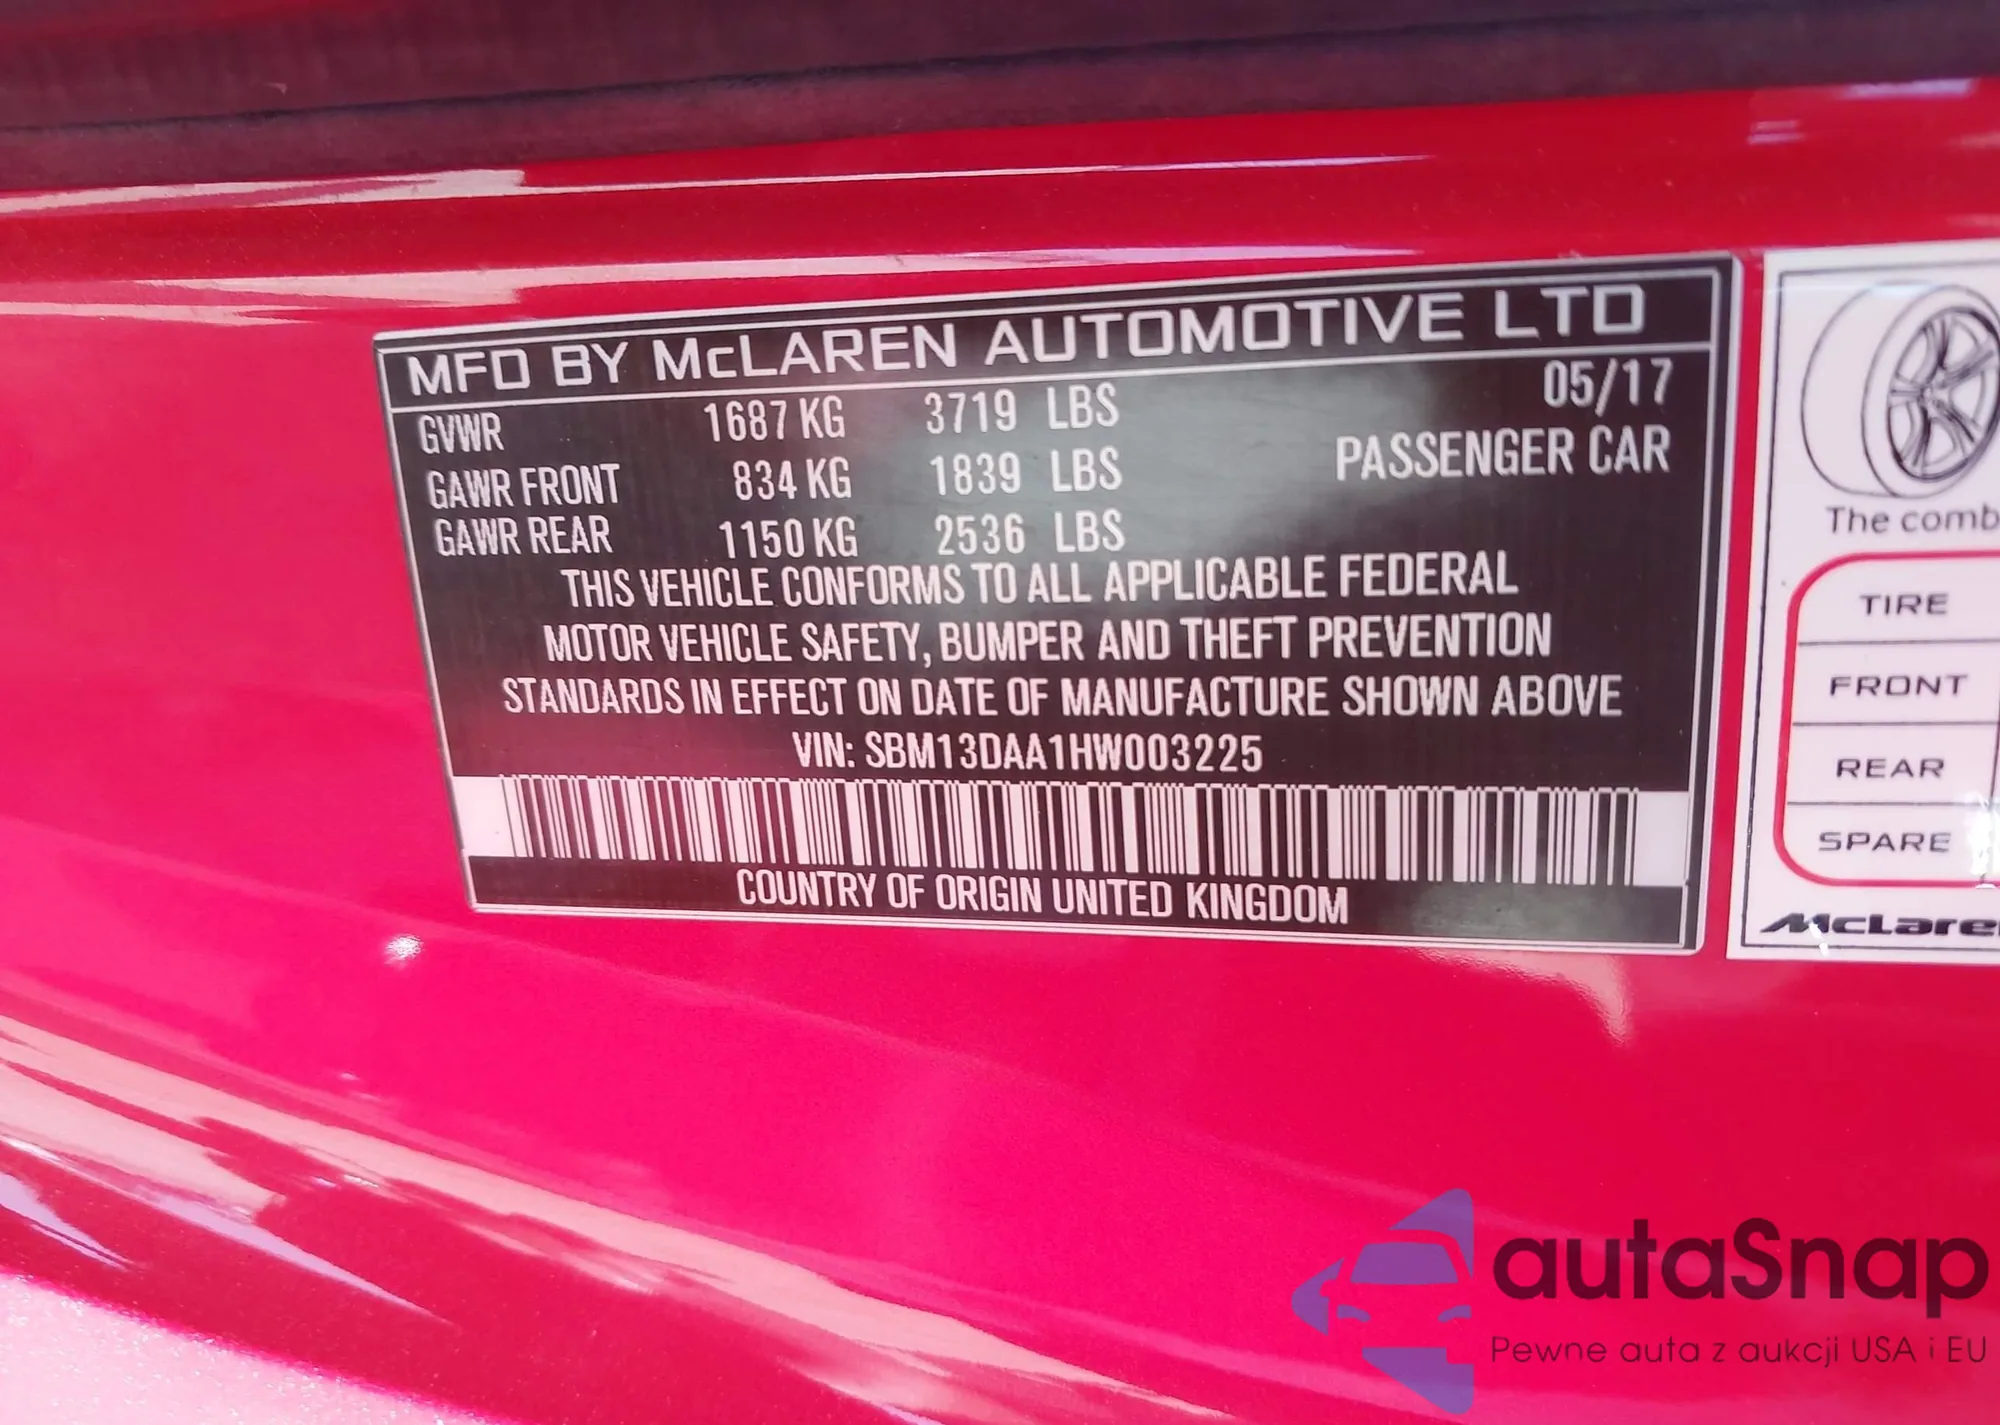 MFD BY McLAREN AUTOMOTIVE LTD
05/17
GVWR 1687 KG 3719 LBS
PASSENGER CAR
GAWR FRONT 834 KG 1839 LBS
GAWR REAR 1150 KG 2536 LBS
THIS VEHICLE CONFORMS TO ALL APPLICABLE FEDERAL
MOTOR VEHICLE SAFETY, BUMPER AND THEFT PREVENTION
STANDARDS IN EFFECT ON DATE OF MANUFACTURE SHOWN ABOVE
VIN: SBM13DAA1HW003225
COUNTRY OF ORIGIN UNITED KINGDOM
The comb
TIRE
FRONT
REAR
SPARE
McLaren
autaSnap
Pewne auta z aukcji USA i EU